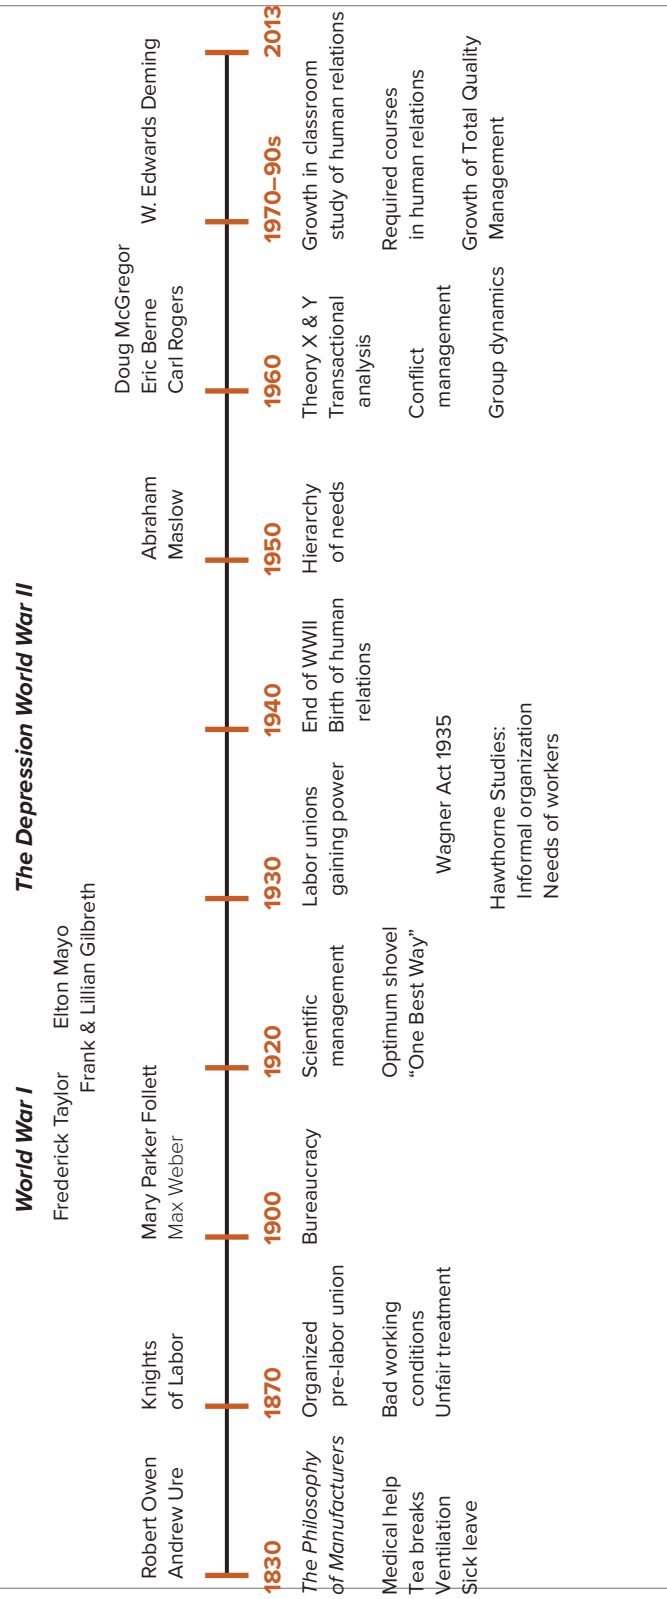 World War I
The Depression World War II
Frederick Taylor
Elton Mayo
Frank & Lillian Gilbreth
Robert Owen
Andrew Ure
Knights
of Labor
Mary Parker Follett
Max Weber
Abraham
Maslow
Doug McGregor
Eric Berne
Carl Rogers
W. Edwards Deming
1830
1870
1900
1920
1930
1940
1950
1960
1970–90s
2013
The Philosophy
of Manufacturers
Medical help
Tea breaks
Ventilation
Sick leave
Organized
pre-labor union
Bad working
conditions
Unfair treatment
Bureaucracy
Scientific
management
Optimum shovel
“One Best Way”
Labor unions
gaining power
Wagner Act 1935
Hawthorne Studies:
Informal organization
Needs of workers
End of WWII
Birth of human
relations
Hierarchy
of needs
Theory X & Y
Transactional
analysis
Conflict
management
Group dynamics
Growth in classroom
study of human relations
Required courses
in human relations
Growth of Total Quality
Management